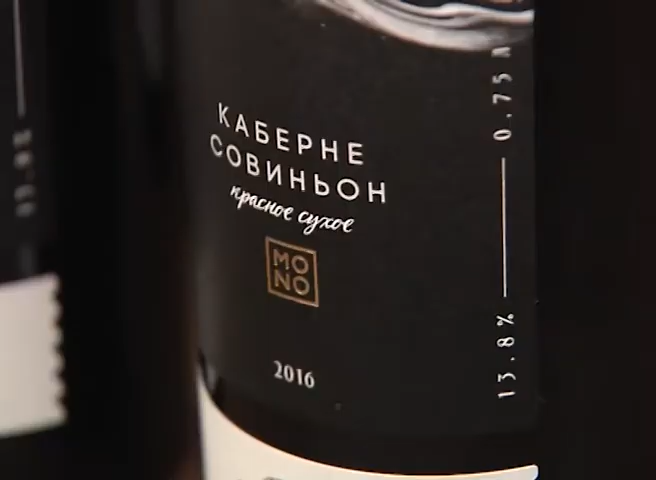 КАБЕРНЕ
СОВИНЬОН
красное сухое
MO
NO
2016
13.8%
0.75 л